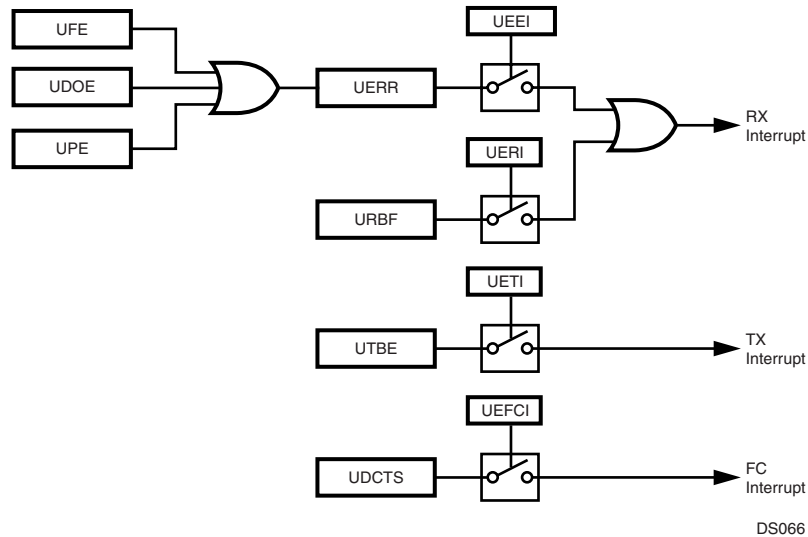 UFE
UDOE
UPE
UERR
UEEI
UERI
URBF
RX
Interrupt
UETI
UTBE
TX
Interrupt
UEFCI
UDCTS
FC
Interrupt
DS066